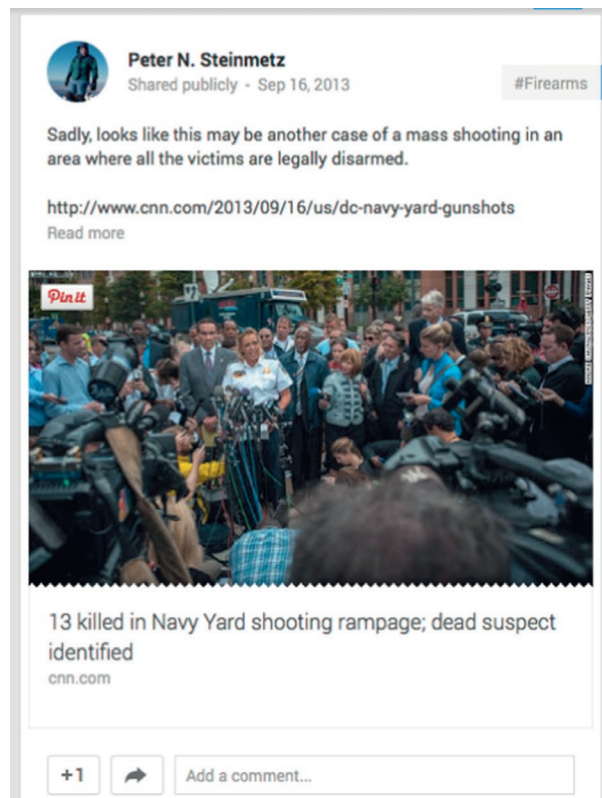 Peter N. Steinmetz
Shared publicly - Sep 16, 2013
#Firearms
Sadly, looks like this may be another case of a mass shooting in an
area where all the victims are legally disarmed.
http://www.cnn.com/2013/09/16/us/dc-navy-yard-gunshots
Read more
Pin it
13 killed in Navy Yard shooting rampage; dead suspect
identified
cnn.com
+1
Add a comment...